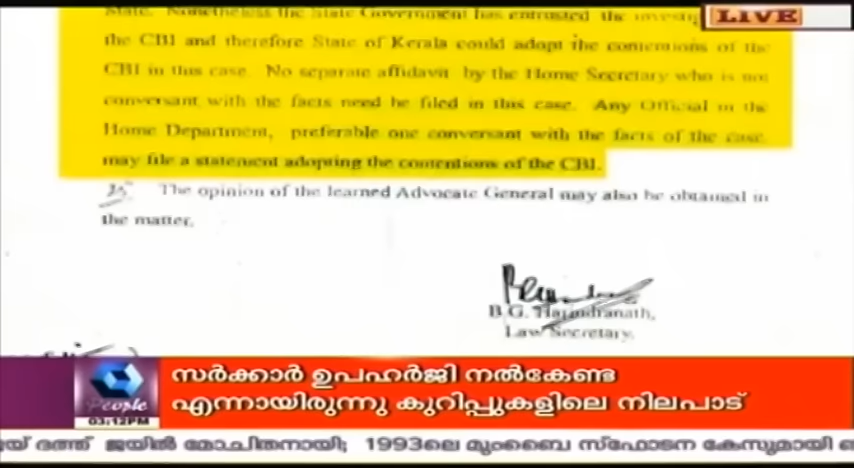 LIVE
State. Nonetheless the State Government has entrusted the
the CBI and therefore State of Kerala could adopt the contentions of the
CBI in this case. No separate affidavit by the Home Secretary who is not
conversant with the facts need be filed in this case. Any Official in the
Home Department, preferable one conversant with the facts of the case,
may file a statement adopting the contentions of the CBI.
The opinion of the learned Advocate General may also be obtained in
the matter.
B.G. Harindranath,
Law Secretary.
People
03:12PM
സർക്കാർ ഉപഹർജി നൽകേണ്ട
എന്നായിരുന്നു കുറിപ്പുകളിലെ നിലപാട്
ദത്ത് ജയിൽ മോചിതനായി; 1993ലെ മുംബൈ സ്ഫോടന കേസുമായി